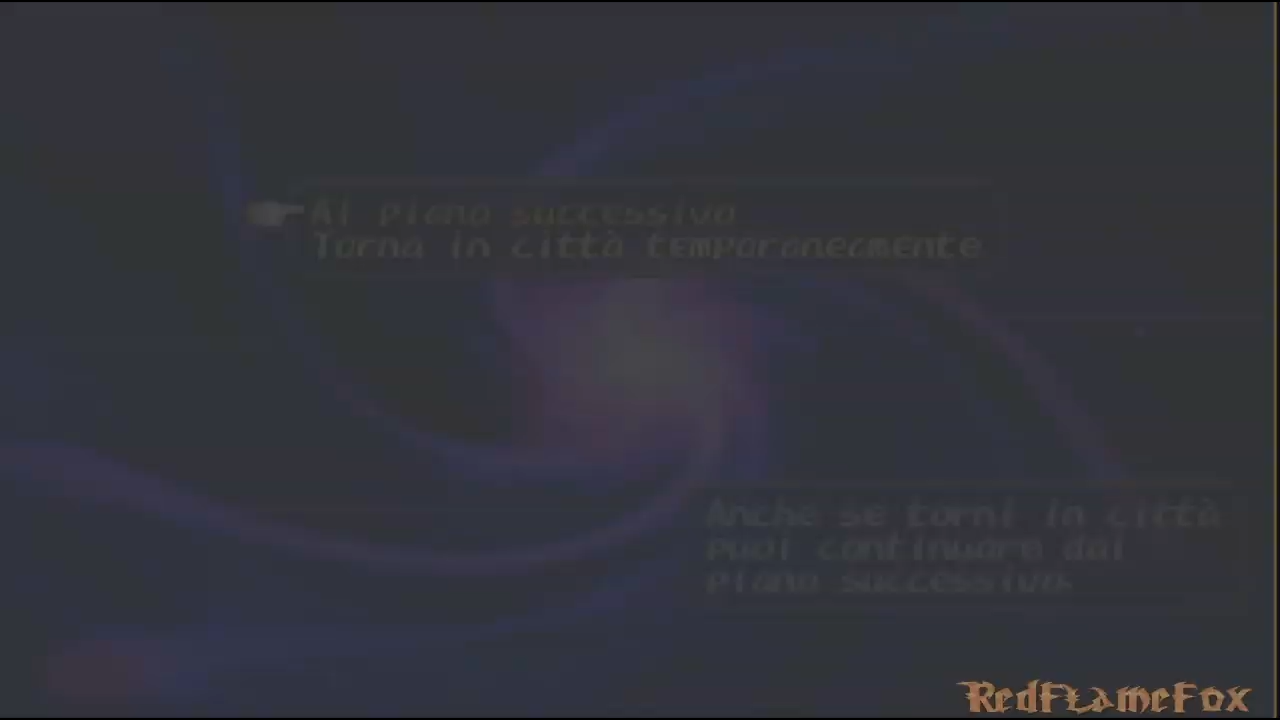 Al piano successivo
Torna in città temporaneamente
Anche se torni in città
puoi continuare dal
piano successivo.
RedFlameFox